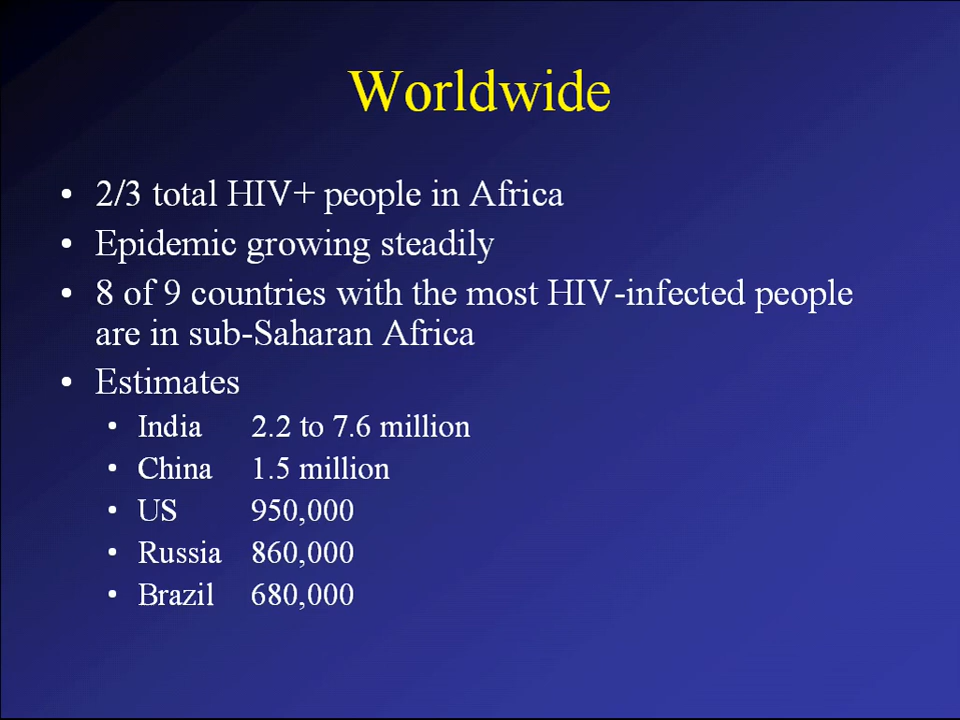 Worldwide
• 2/3 total HIV+ people in Africa
• Epidemic growing steadily
• 8 of 9 countries with the most HIV-infected people
are in sub-Saharan Africa
• Estimates
• India 2.2 to 7.6 million
• China 1.5 million
• US 950,000
• Russia 860,000
• Brazil 680,000